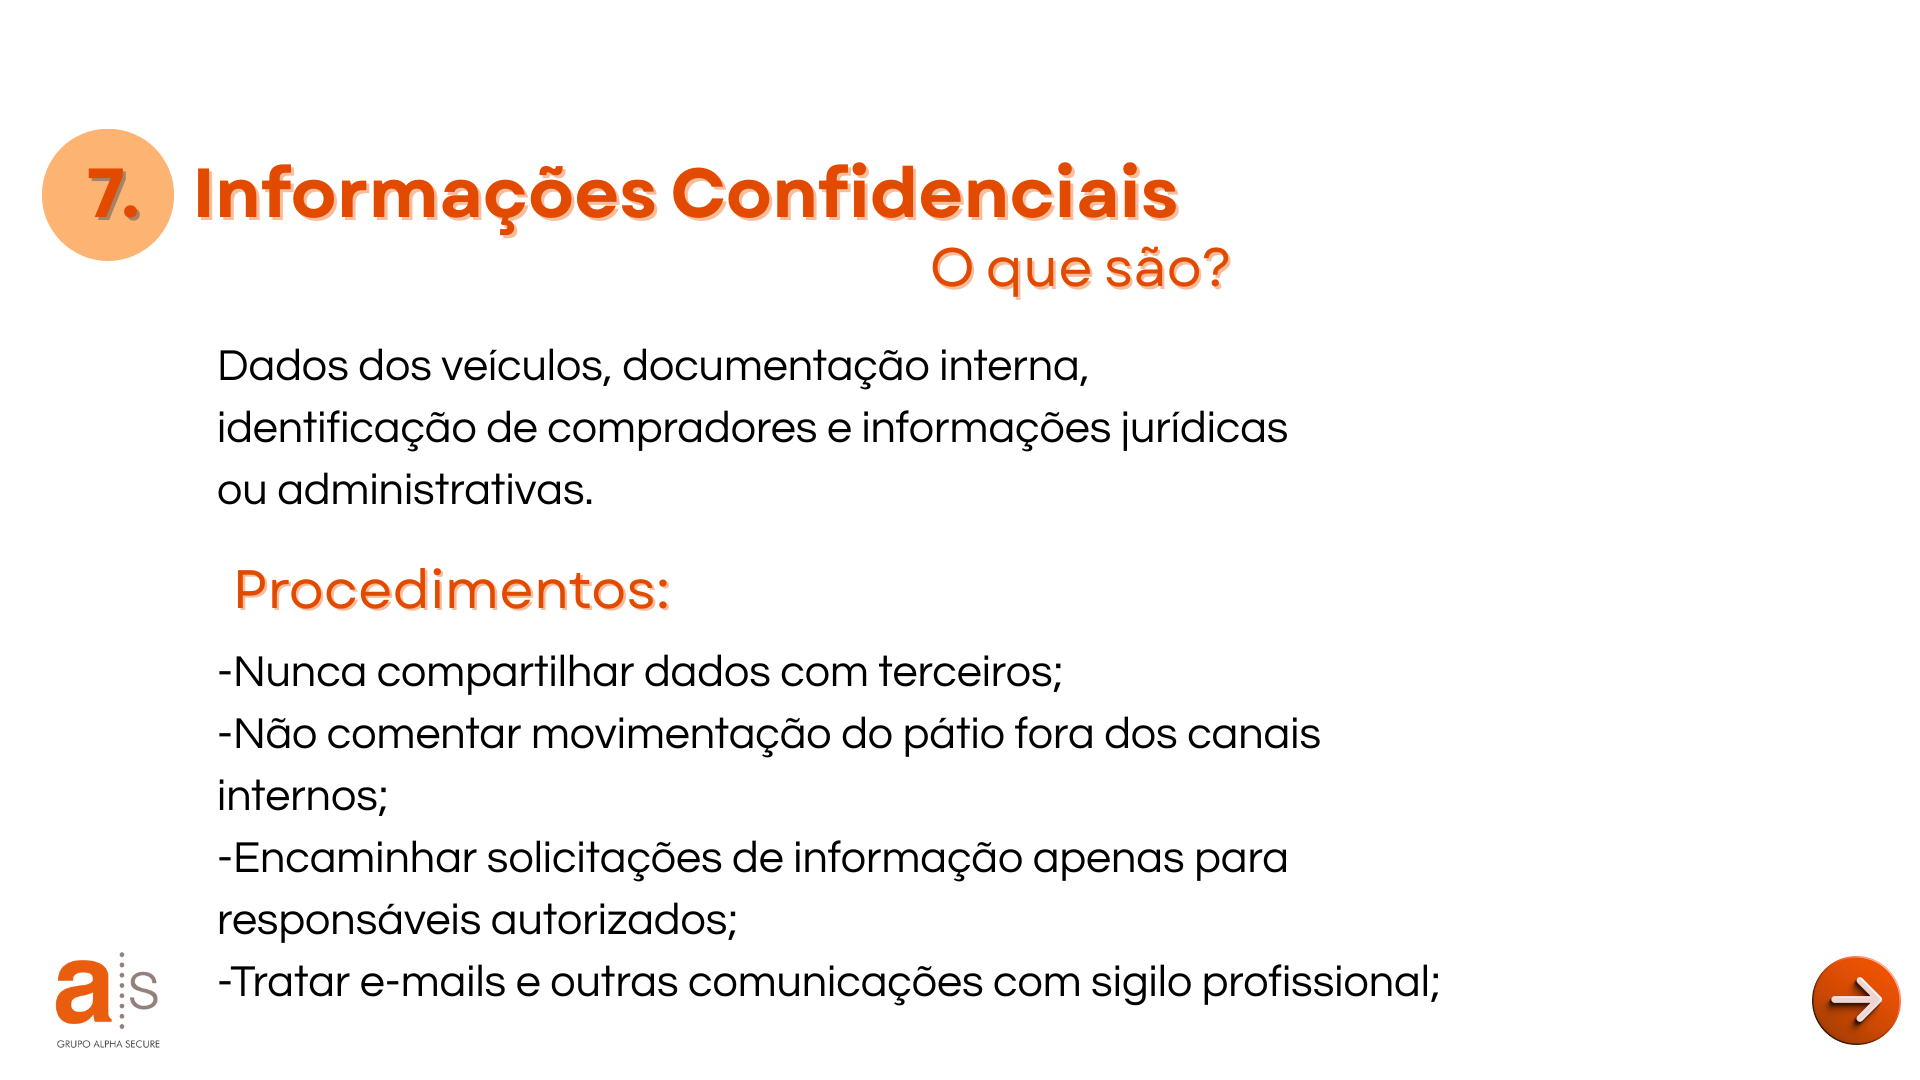 7. Informações Confidenciais
O que são?
Dados dos veículos, documentação interna,
identificação de compradores e informações jurídicas
ou administrativas.
Procedimentos:
-Nunca compartilhar dados com terceiros;
-Não comentar movimentação do pátio fora dos canais
internos;
-Encaminhar solicitações de informação apenas para
responsáveis autorizados;
-Tratar e-mails e outras comunicações com sigilo profissional;
as
GRUPO ALPHA SECURE